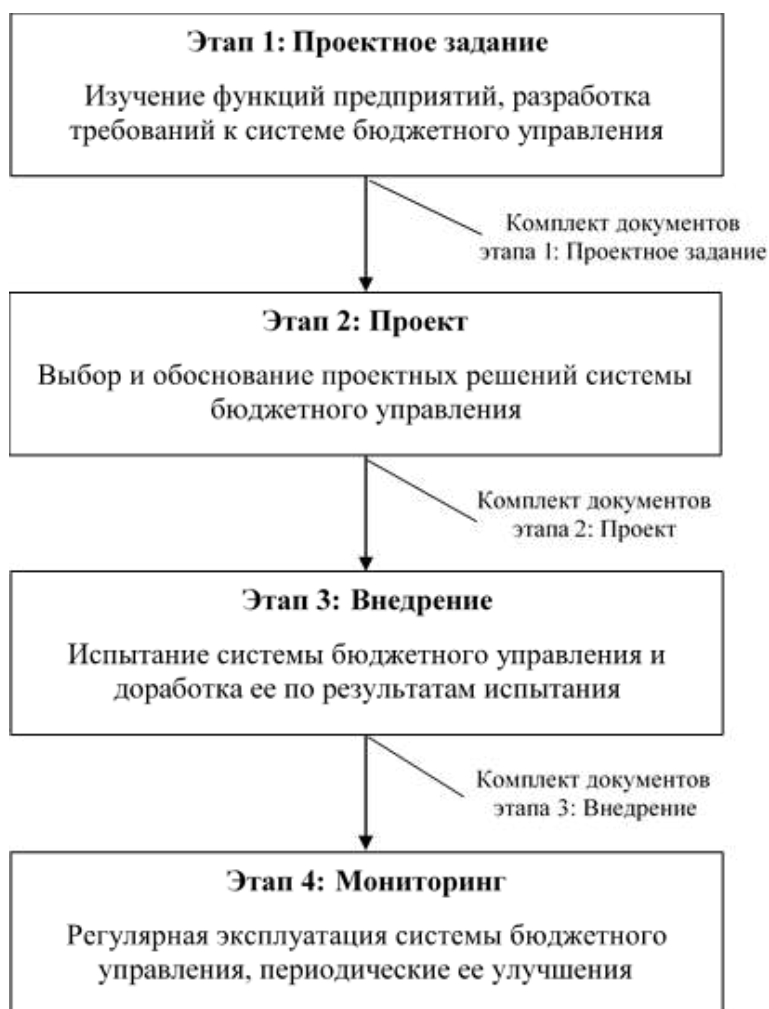 Этап 1: Проектное задание
Изучение функций предприятий, разработка
требований к системе бюджетного управления
Комплект документов
этапа 1: Проектное задание
Этап 2: Проект
Выбор и обоснование проектных решений системы
бюджетного управления
Комплект документов
этапа 2: Проект
Этап 3: Внедрение
Испытание системы бюджетного управления и
доработка ее по результатам испытания
Комплект документов
этапа 3: Внедрение
Этап 4: Мониторинг
Регулярная эксплуатация системы бюджетного
управления, периодические ее улучшения